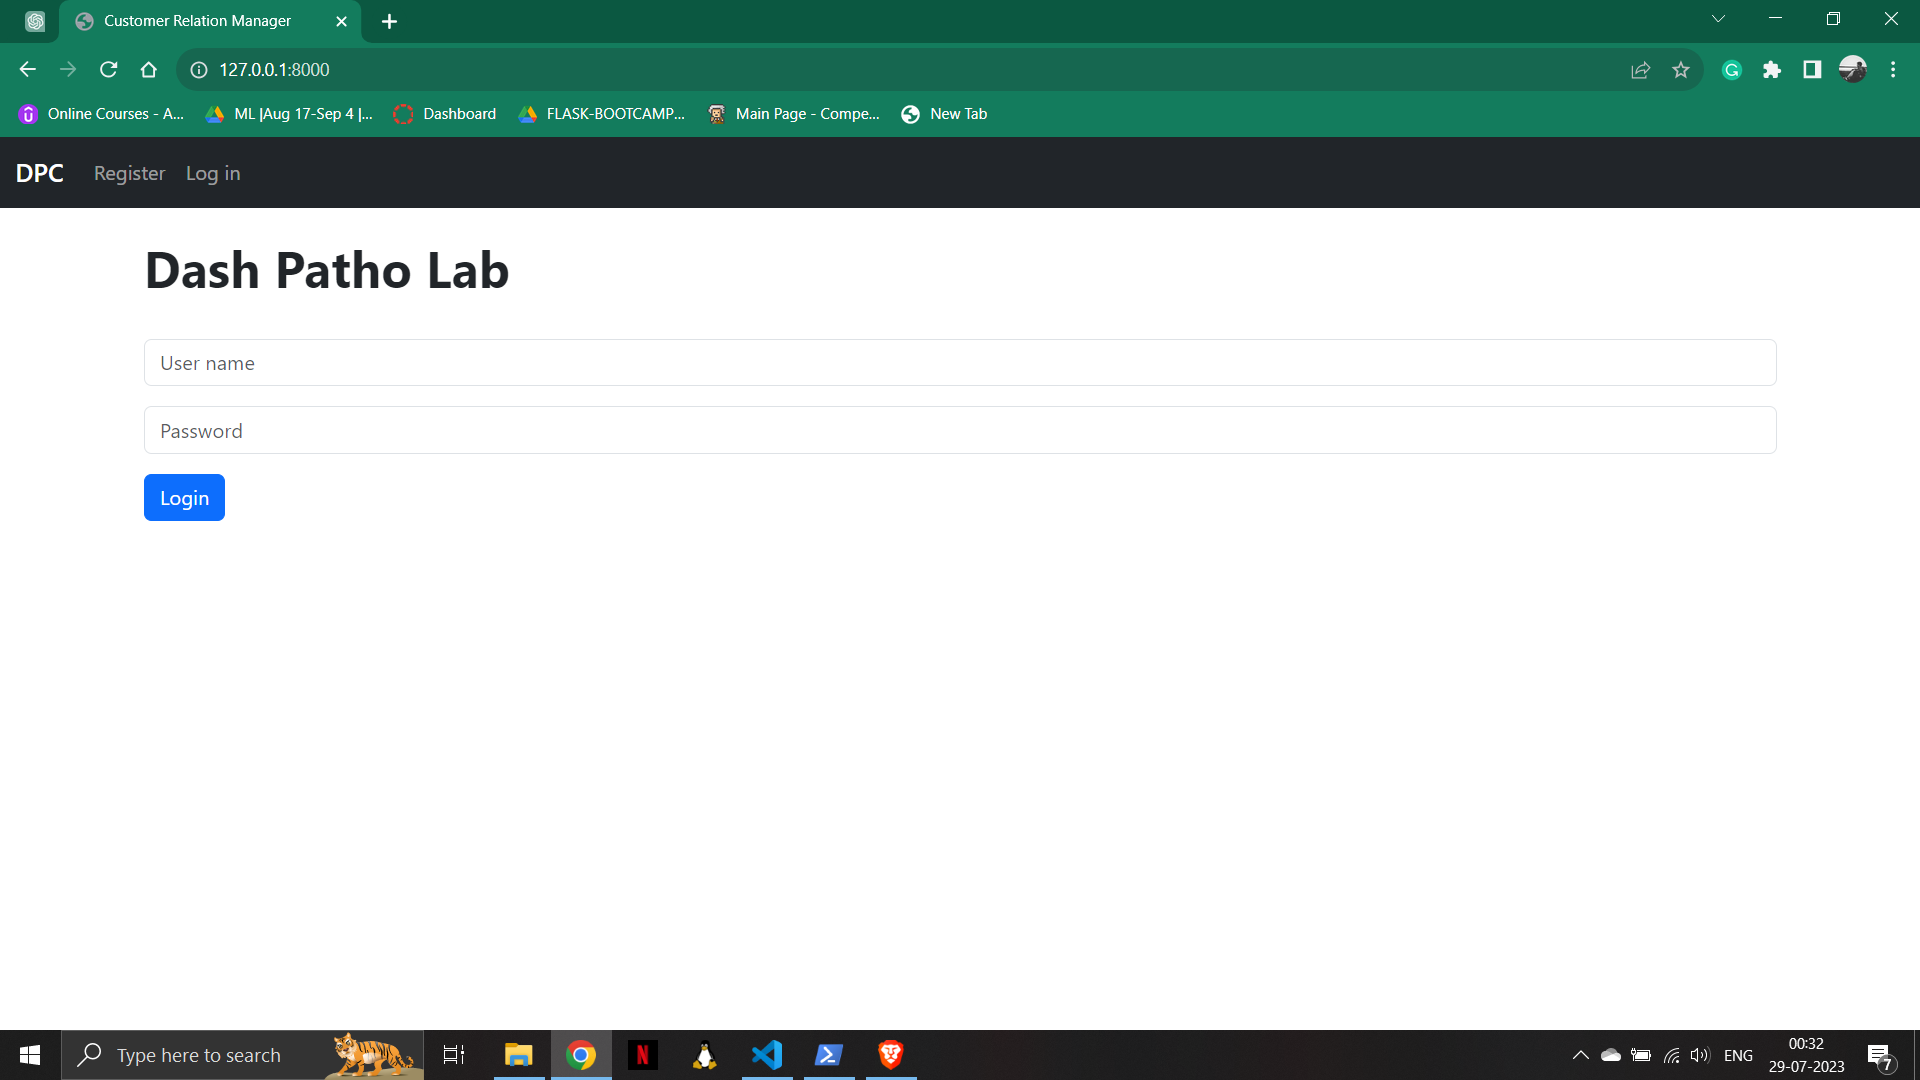 Customer Relation Manager
127.0.0.1:8000
Online Courses - A... ML |Aug 17-Sep 4 |... Dashboard FLASK-BOOTCAMP... Main Page - Compe... New Tab
DPC Register Log in
Dash Patho Lab
User name
Password
Login
Type here to search
ENG
00:32
29-07-2023
7